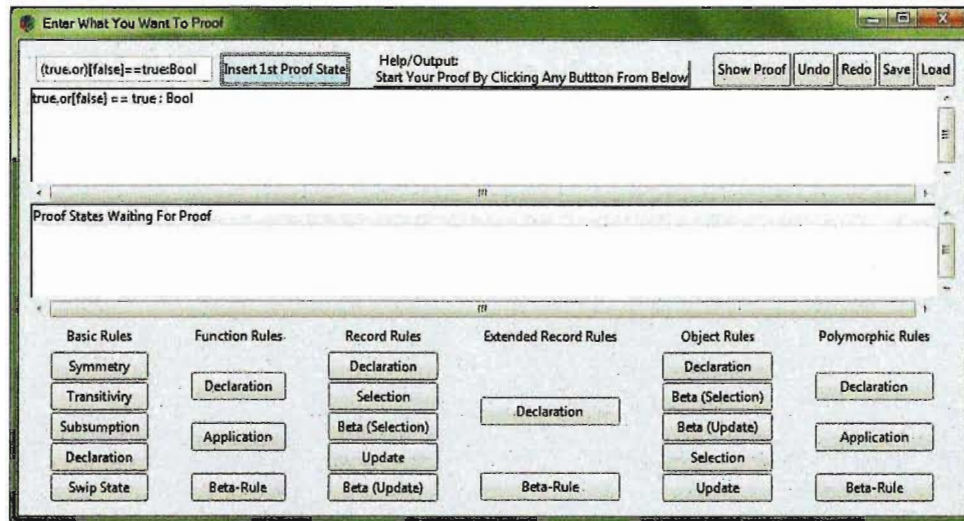 Enter What You Want To Proof
(true.or)[false]==true:Bool Insert 1st Proof State Help/Output: Show Proof Undo Redo Save Load
Start Your Proof By Clicking Any Buttton From Below
true.or[false] == true : Bool
Proof States Waiting For Proof
Basic Rules Function Rules Record Rules Extended Record Rules Object Rules Polymorphic Rules
Symmetry Declaration Declaration
Transitiviry Declaration Selection Declaration Beta (Selection) Declaration
Subsumption Application Beta (Selection) Beta (Update) Application
Declaration Update Selection
Swip State Beta-Rule Beta (Update) Beta-Rule Update Beta-Rule